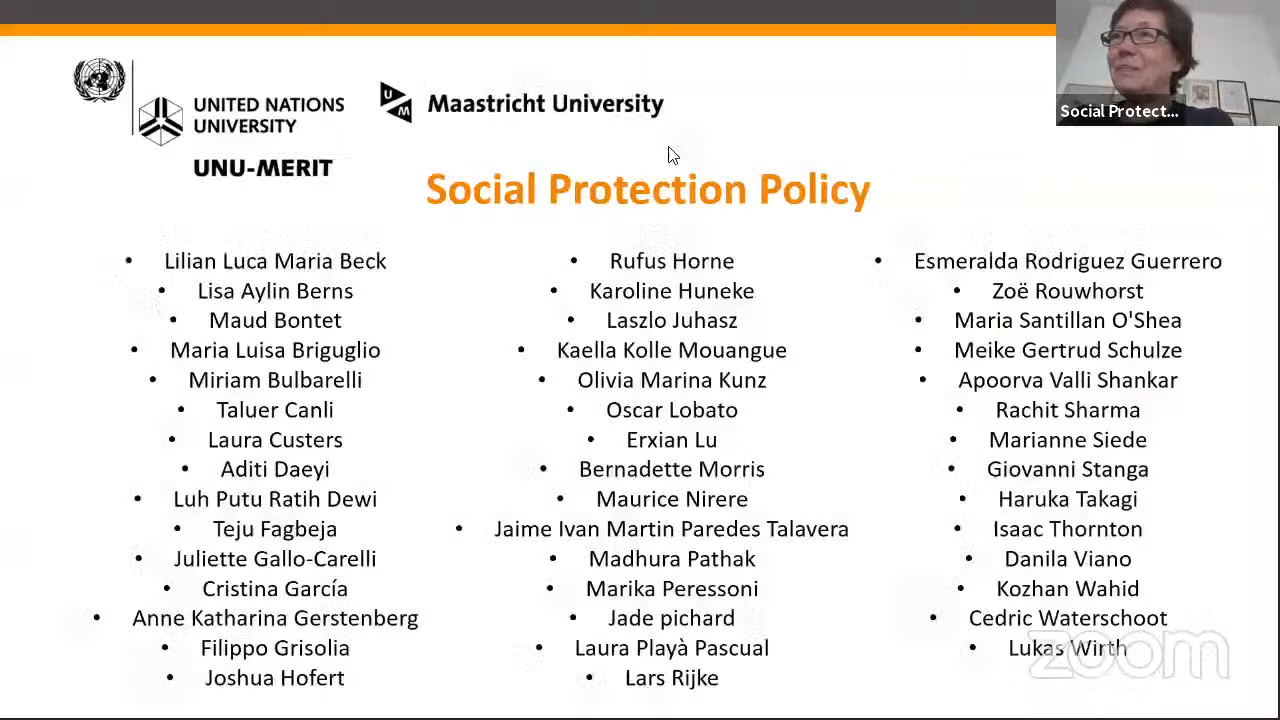 UNITED NATIONS
UNIVERSITY
UNU-MERIT
UM
Maastricht University
Social Protect...
Social Protection Policy
• Lilian Luca Maria Beck
• Lisa Aylin Berns
• Maud Bontet
• Maria Luisa Briguglio
• Miriam Bulbarelli
• Taluer Canli
• Laura Custers
• Aditi Daeyi
• Luh Putu Ratih Dewi
• Teju Fagbeja
• Juliette Gallo-Carelli
• Cristina García
• Anne Katharina Gerstenberg
• Filippo Grisolia
• Joshua Hofert
• Rufus Horne
• Karoline Huneke
• Laszlo Juhasz
• Kaella Kolle Mouangue
• Olivia Marina Kunz
• Oscar Lobato
• Erxian Lu
• Bernadette Morris
• Maurice Nirere
• Jaime Ivan Martin Paredes Talavera
• Madhura Pathak
• Marika Peressoni
• Jade pichard
• Laura Playà Pascual
• Lars Rijke
• Esmeralda Rodriguez Guerrero
• Zoë Rouwhorst
• Maria Santillan O'Shea
• Meike Gertrud Schulze
• Apoorva Valli Shankar
• Rachit Sharma
• Marianne Siede
• Giovanni Stanga
• Haruka Takagi
• Isaac Thornton
• Danila Viano
• Kozhan Wahid
• Cedric Waterschoot
• Lukas Wirth
zoom